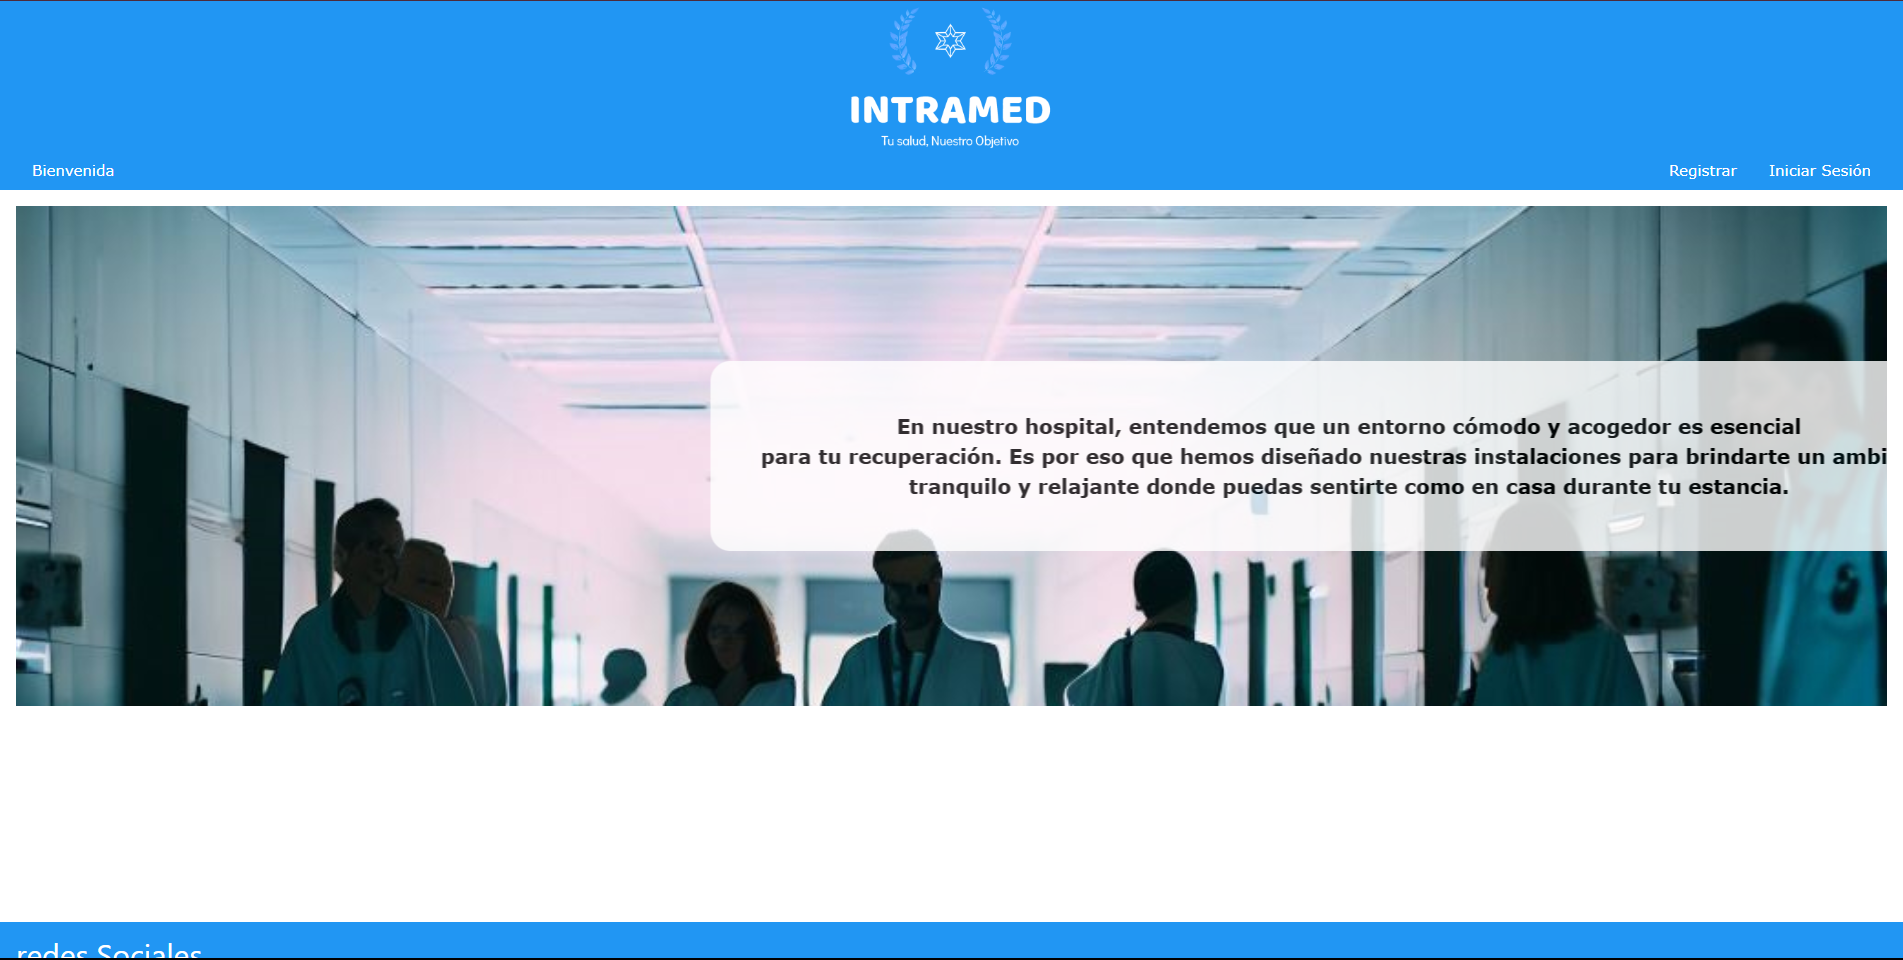 INTRAMED
Tu salud, Nuestro Objetivo
Bienvenida
Registrar
Iniciar Sesión
En nuestro hospital, entendemos que un entorno cómodo y acogedor es esencial
para tu recuperación. Es por eso que hemos diseñado nuestras instalaciones para brindarte un ambi
tranquilo y relajante donde puedas sentirte como en casa durante tu estancia.
redes Sociales